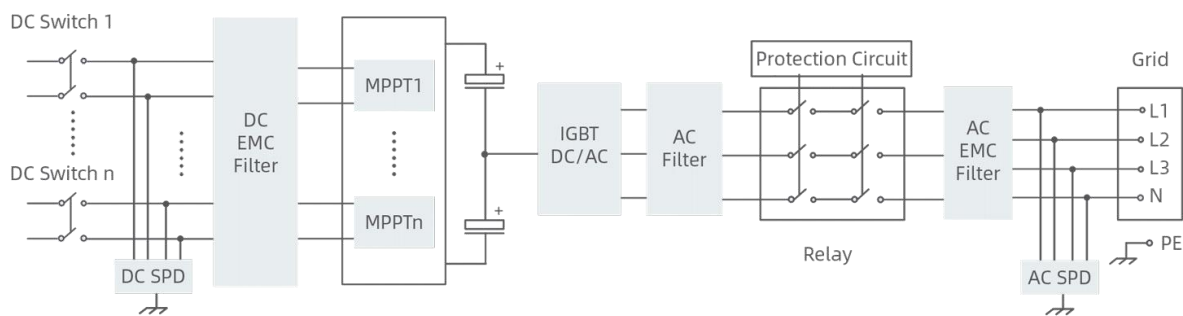 DC Switch 1
DC Switch n
DC SPD
DC
EMC
Filter
MPPT1
MPPTn
+
+
IGBT
DC/AC
AC
Filter
Protection Circuit
Relay
AC
EMC
Filter
Grid
L1
L2
L3
N
PE
AC SPD